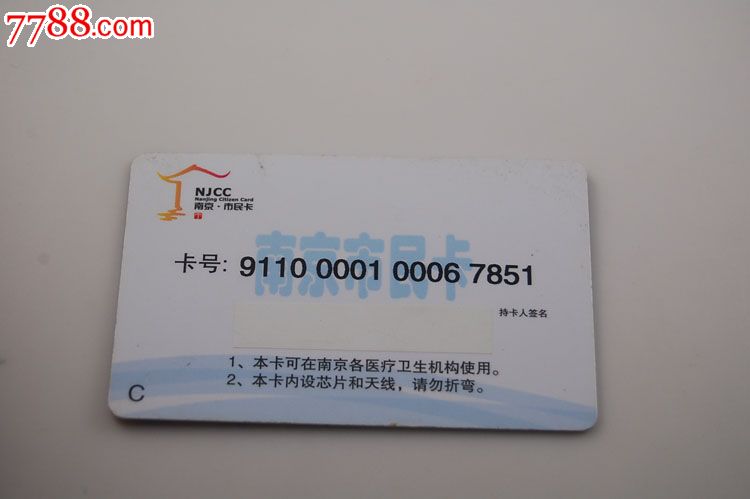 7788.com
NJCC
Nanjing Citizen Card
南京·市民卡
南京市民卡
卡号: 9110 0001 0006 7851
持卡人签名
1、本卡可在南京各医疗卫生机构使用。
2、本卡内设芯片和天线，请勿折弯。
C